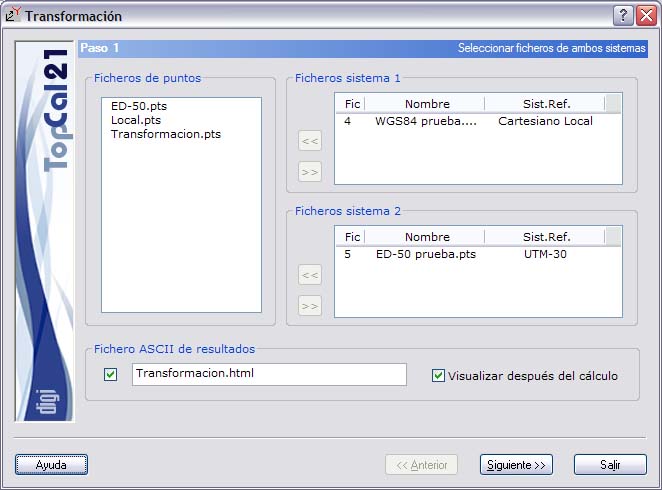 Transformación
Paso 1
Seleccionar ficheros de ambos sistemas
TopCal 21
digi
Ficheros de puntos
ED-50.pts
Local.pts
Transformacion.pts
Ficheros sistema 1
Fic Nombre Sist.Ref.
4 WGS84 prueba.... Cartesiano Local
<<
>>
Ficheros sistema 2
Fic Nombre Sist.Ref.
5 ED-50 prueba.pts UTM-30
<<
>>
Fichero ASCII de resultados
Transformacion.html
Visualizar después del cálculo
Ayuda
<< Anterior
Siguiente >>
Salir